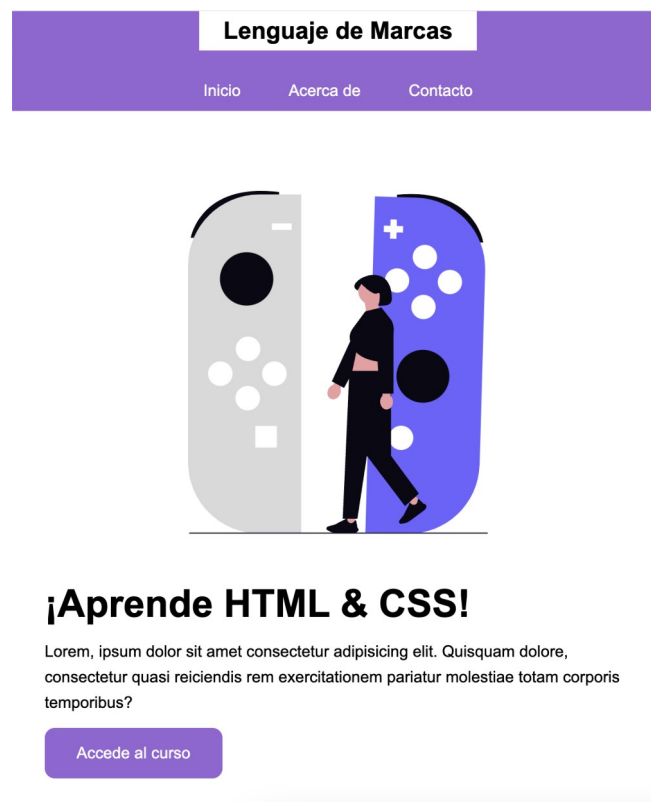 Lenguaje de Marcas
Inicio Acerca de Contacto
¡Aprende HTML & CSS!
Lorem, ipsum dolor sit amet consectetur adipisicing elit. Quisquam dolore,
consectetur quasi reiciendis rem exercitationem pariatur molestiae totam corporis
temporibus?
Accede al curso